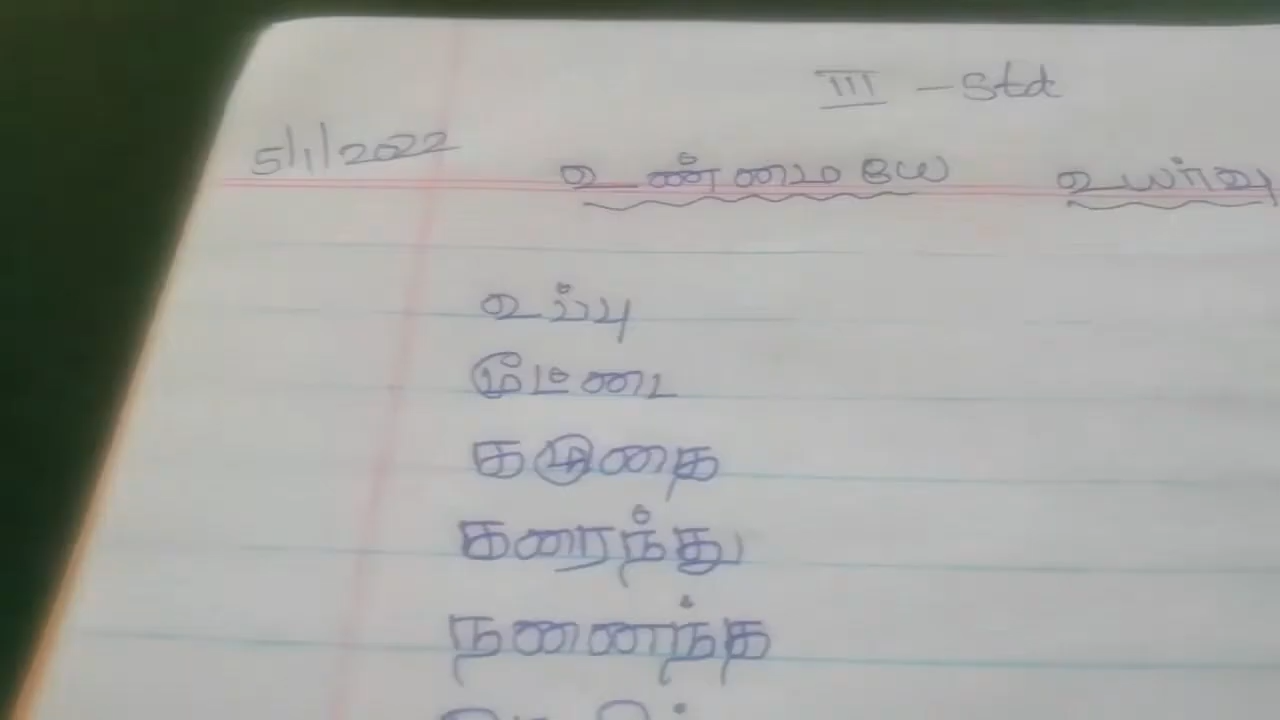 III - Std
5/1/2022
உண்மையே உயர்வு
உப்பு
மூட்டை
கழுதை
கரைந்து
நனைந்த